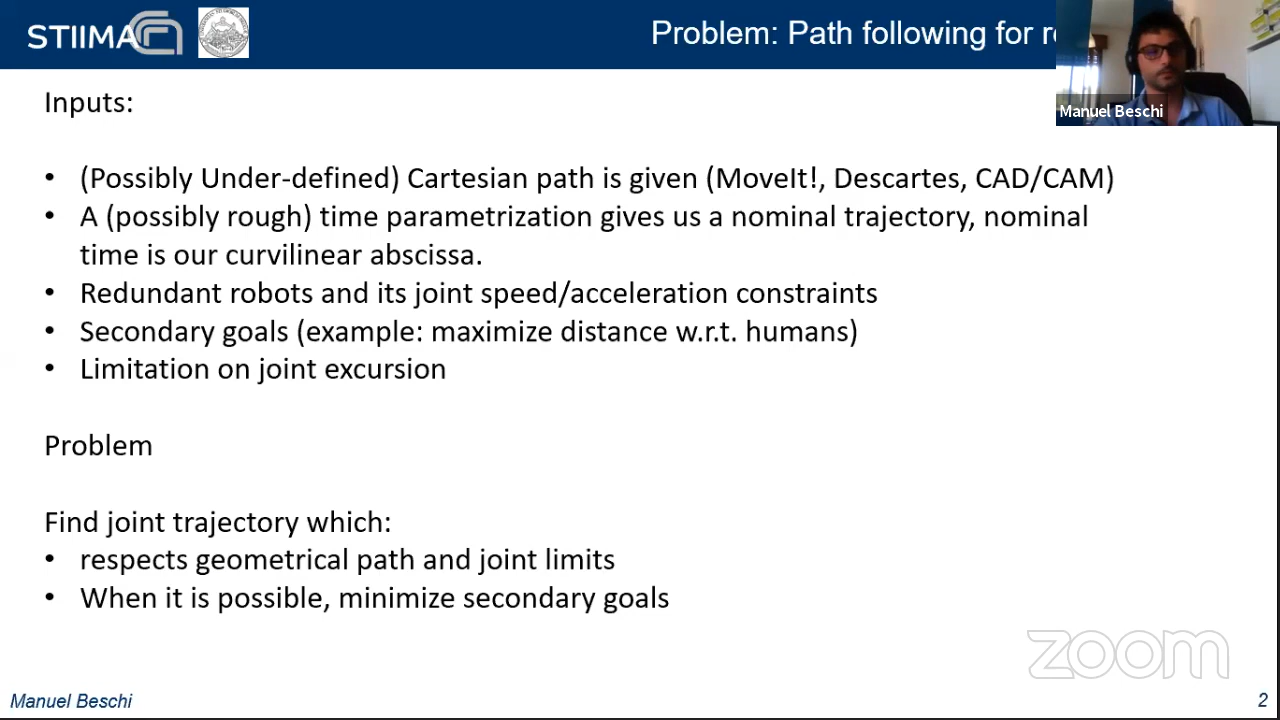 STIIMA
Problem: Path following for
Manuel Beschi
Inputs:
• (Possibly Under-defined) Cartesian path is given (MoveIt!, Descartes, CAD/CAM)
• A (possibly rough) time parametrization gives us a nominal trajectory, nominal
time is our curvilinear abscissa.
• Redundant robots and its joint speed/acceleration constraints
• Secondary goals (example: maximize distance w.r.t. humans)
• Limitation on joint excursion
Problem
Find joint trajectory which:
• respects geometrical path and joint limits
• When it is possible, minimize secondary goals
zoom
Manuel Beschi
2